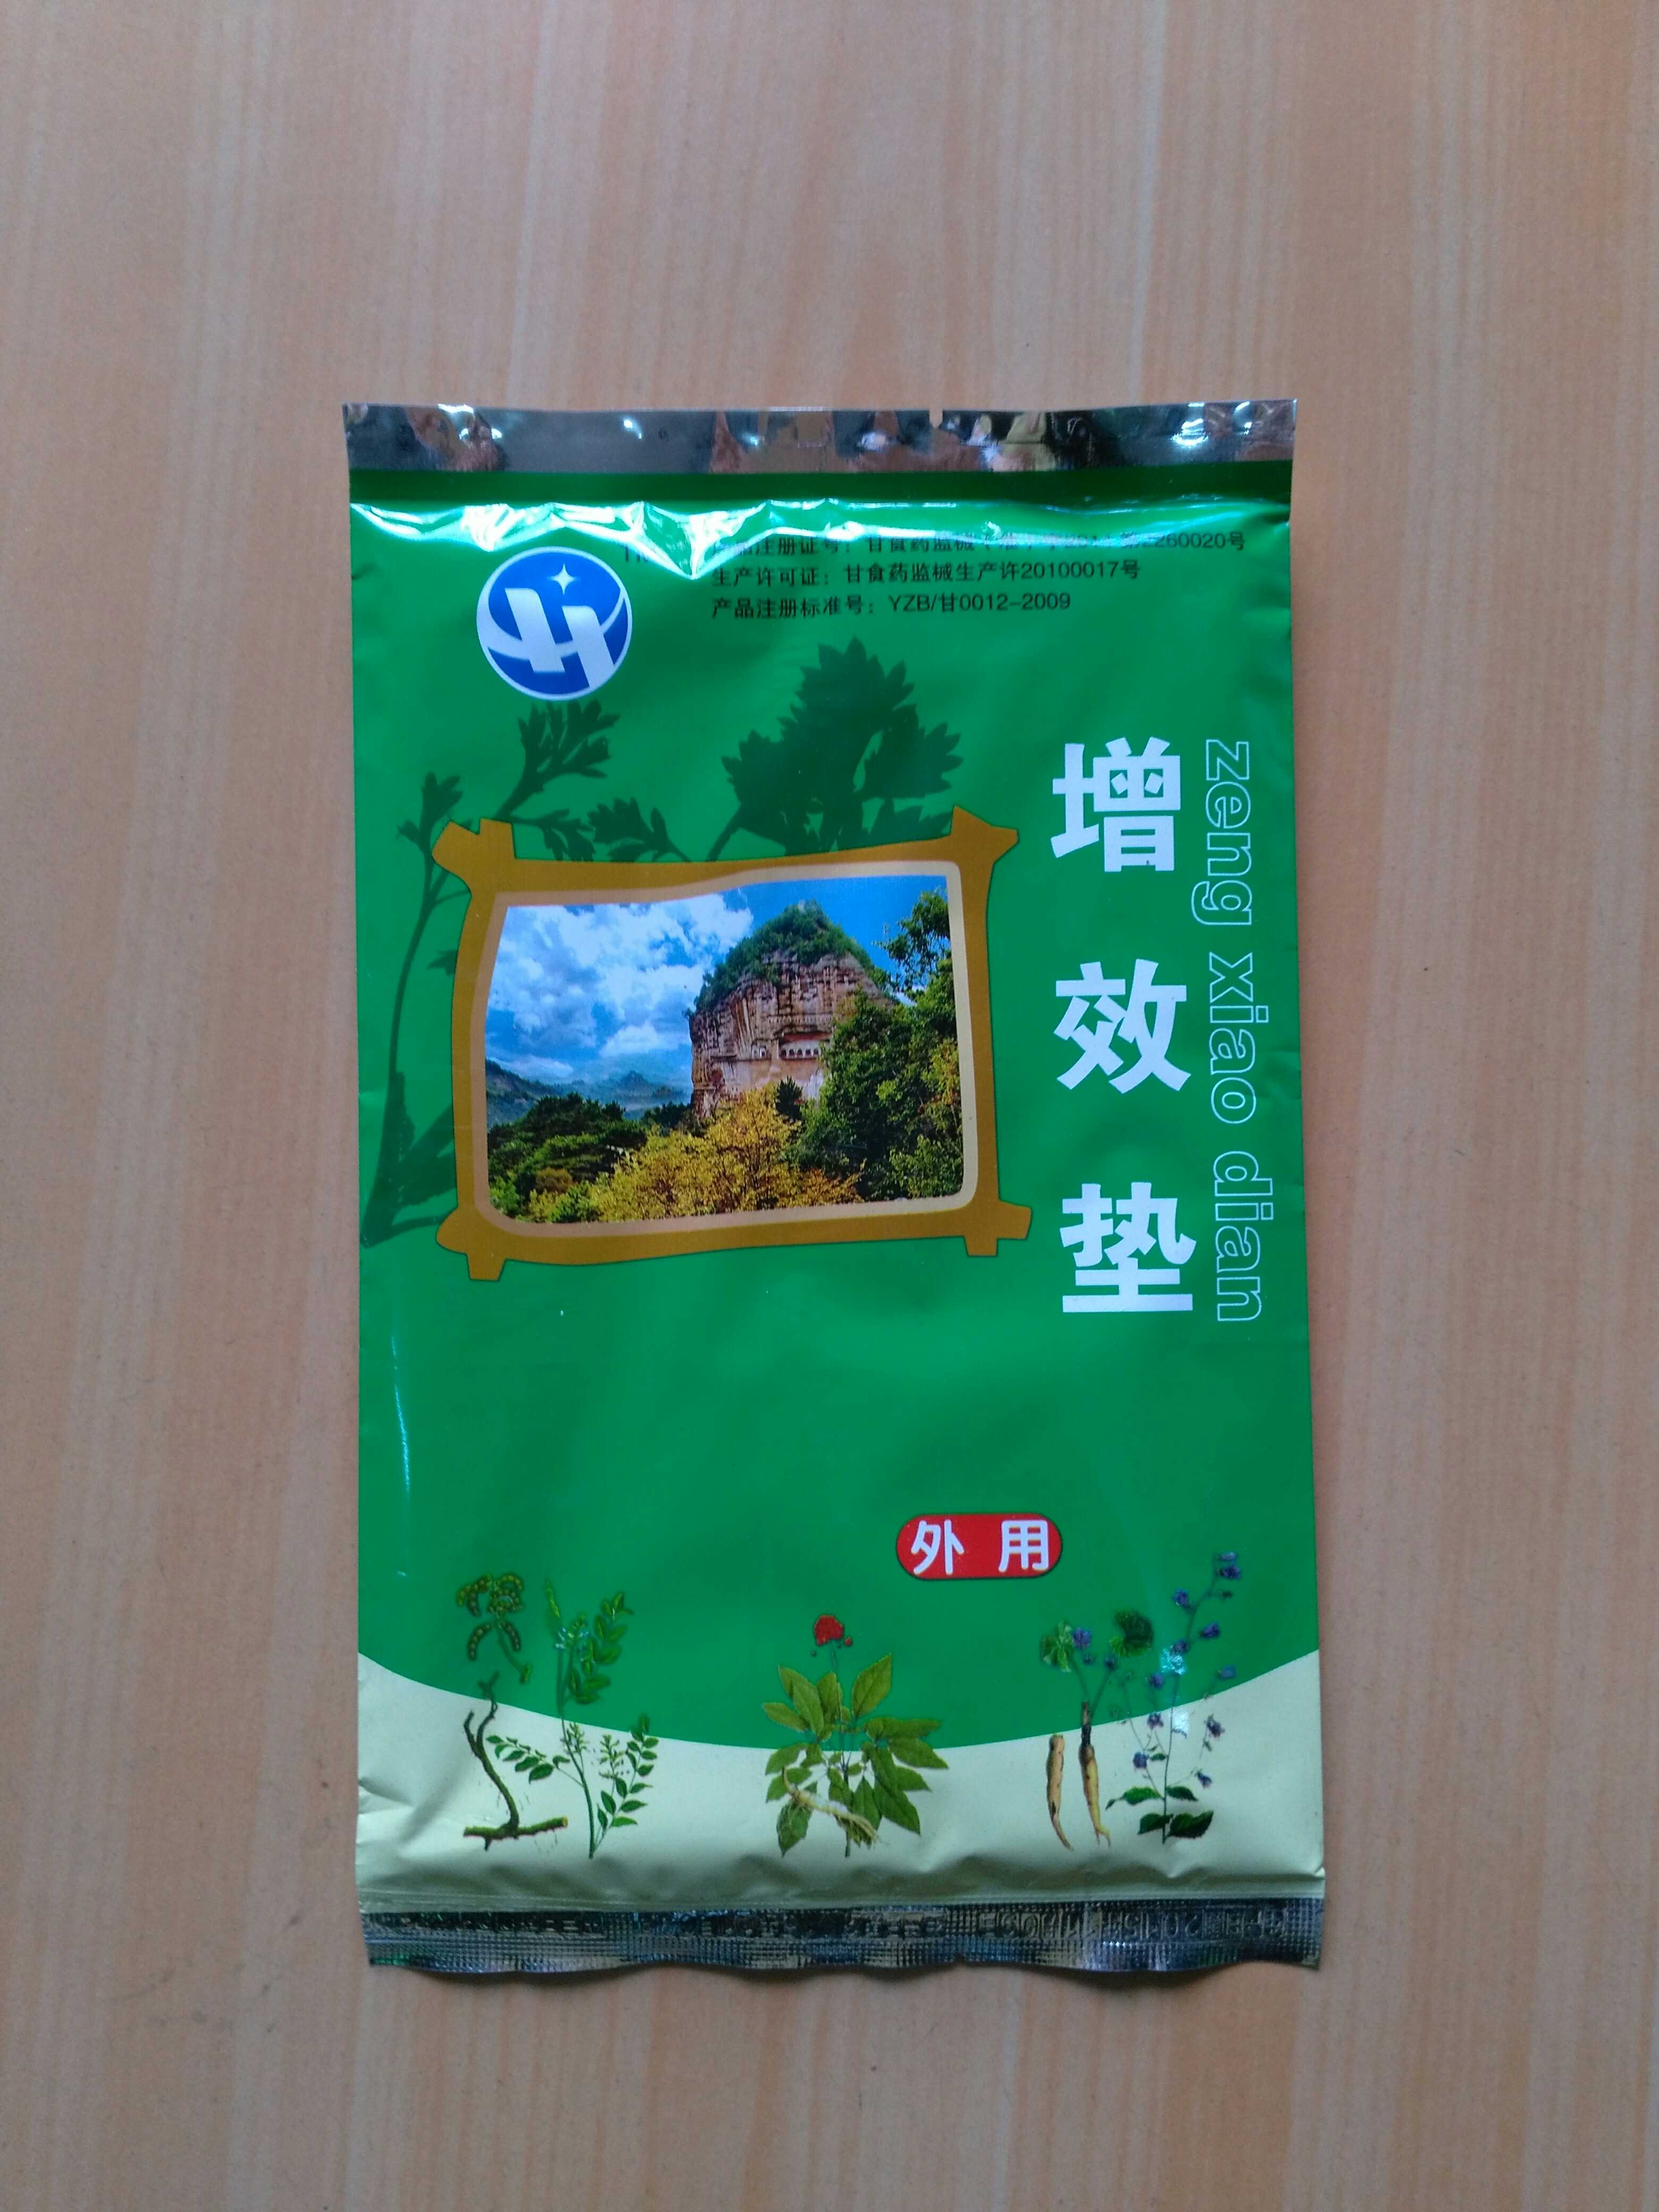 生产许可证：甘食药监械生产许20100017号
产品注册标准号：YZB/甘0012-2009
增效垫
zeng xiao dian
外用